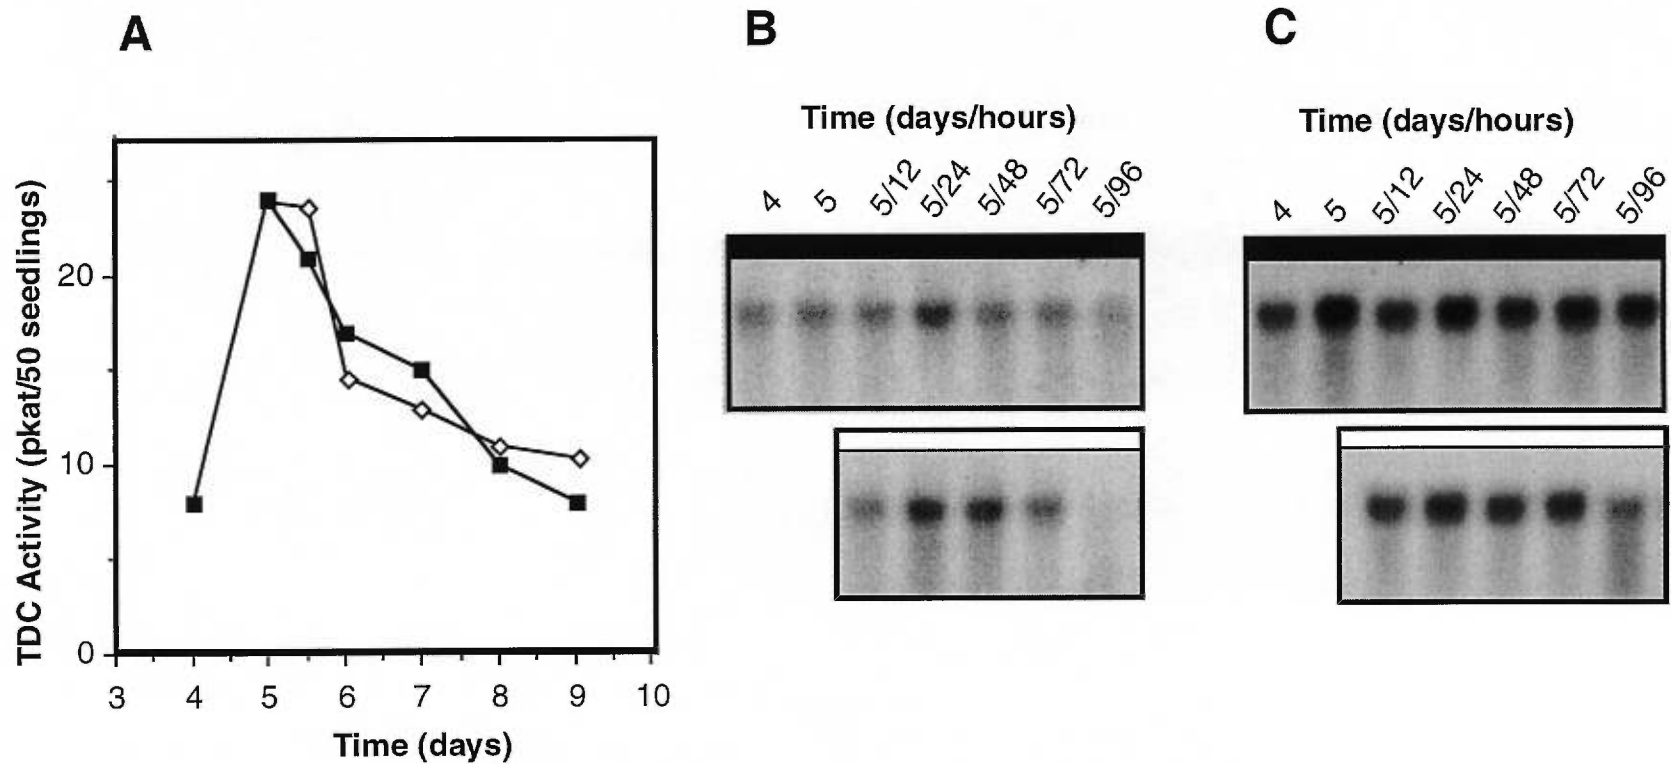 A
B
C
Time (days/hours)
4 5 5/12 5/24 5/48 5/72 5/96
Time (days/hours)
4 5 5/12 5/24 5/48 5/72 5/96
TDC Activity (pkat/50 seedlings)
20
10
0
3 4 5 6 7 8 9 10
Time (days)